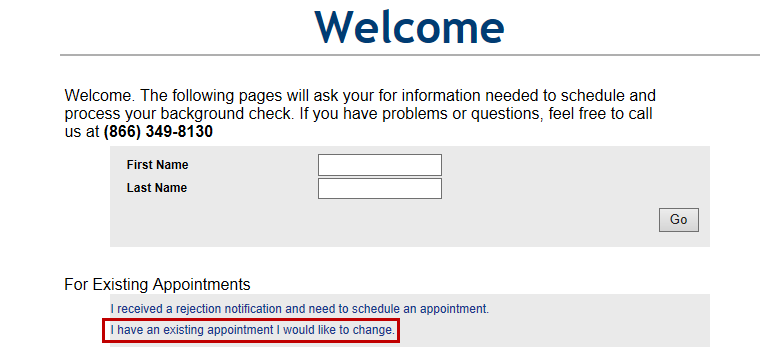 Welcome
Welcome. The following pages will ask your for information needed to schedule and
process your background check. If you have problems or questions, feel free to call
us at (866) 349-8130
First Name
Last Name
Go
For Existing Appointments
I received a rejection notification and need to schedule an appointment.
I have an existing appointment I would like to change.